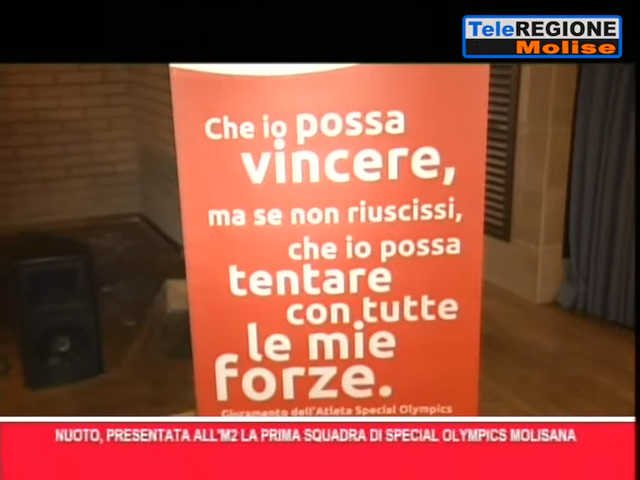 TeleREGIONE
Molise
Che io possa
vincere,
ma se non riuscissi,
che io possa
tentare
con tutte
le mie
forze.
Giuramento dell'Atleta Special Olympics
NUOTO, PRESENTATA ALL'M2 LA PRIMA SQUADRA DI SPECIAL OLYMPICS MOLISANA